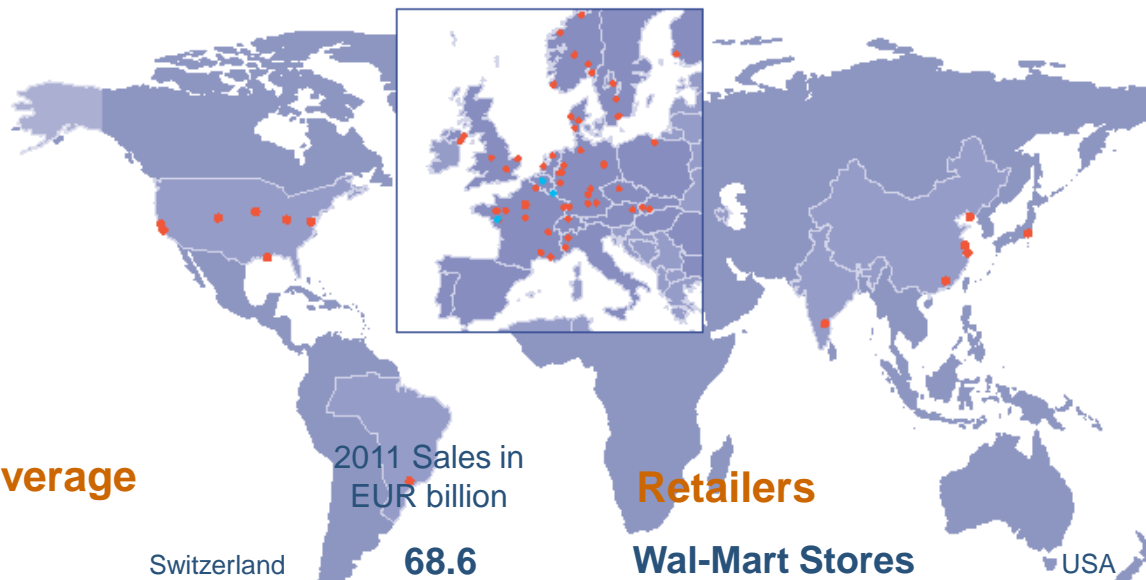 verage
2011 Sales in
EUR billion
Retailers
Switzerland 68.6 Wal-Mart Stores USA